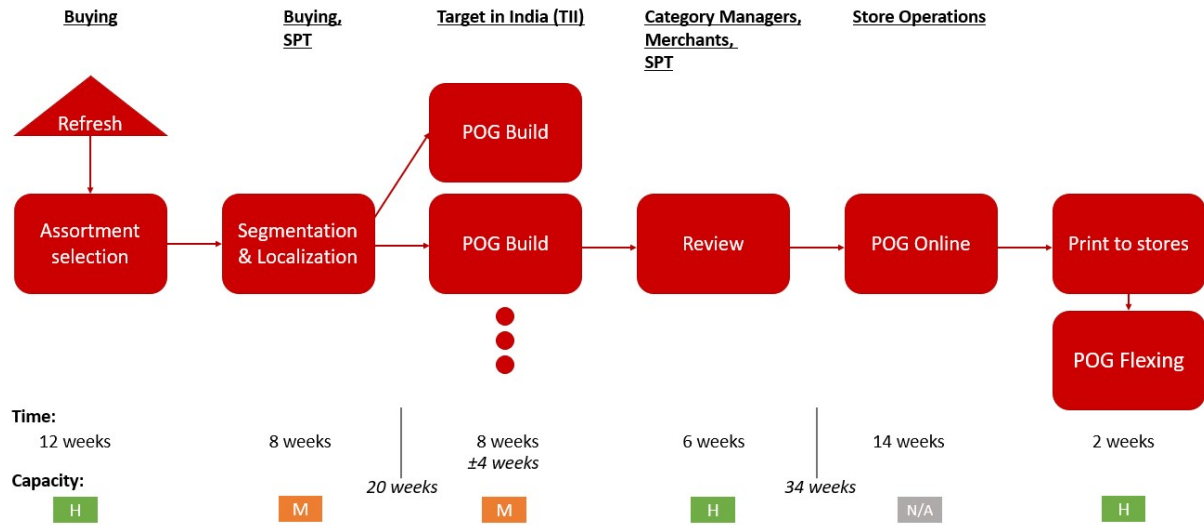 Buying
Buying,
SPT
Target in India (TII)
Category Managers,
Merchants,
SPT
Store Operations
Refresh
POG Build
Assortment
selection
Segmentation
& Localization
POG Build
Review
POG Online
Print to stores
POG Flexing
Time:
12 weeks
8 weeks
8 weeks
±4 weeks
6 weeks
14 weeks
2 weeks
Capacity:
20 weeks
34 weeks
H
M
M
H
N/A
H